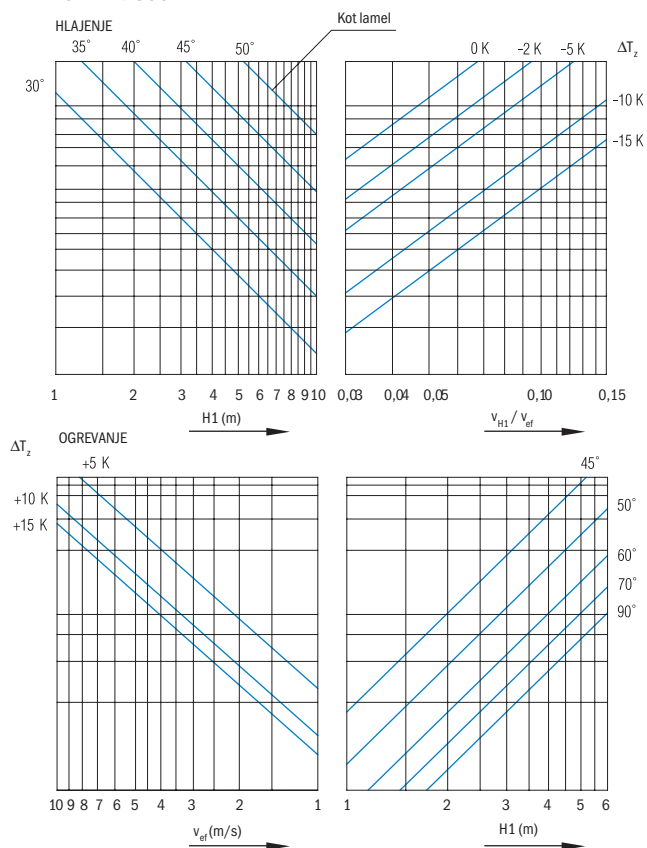 HLAJENJE
Kot lamel
35˚ 40˚ 45˚ 50˚
30˚
0 K -2 K -5 K ΔTz
-10 K
-15 K
1 2 3 4 5 6 7 8 9 10
H1 (m)
0,03 0,04 0,05 0,10 0,15
vH1 / vef
ΔTz
OGREVANJE
+5 K
+10 K
+15 K
45˚
50˚
60˚
70˚
90˚
10 9 8 7 6 5 4 3 2 1
vef (m/s)
1 2 3 4 5 6
H1 (m)